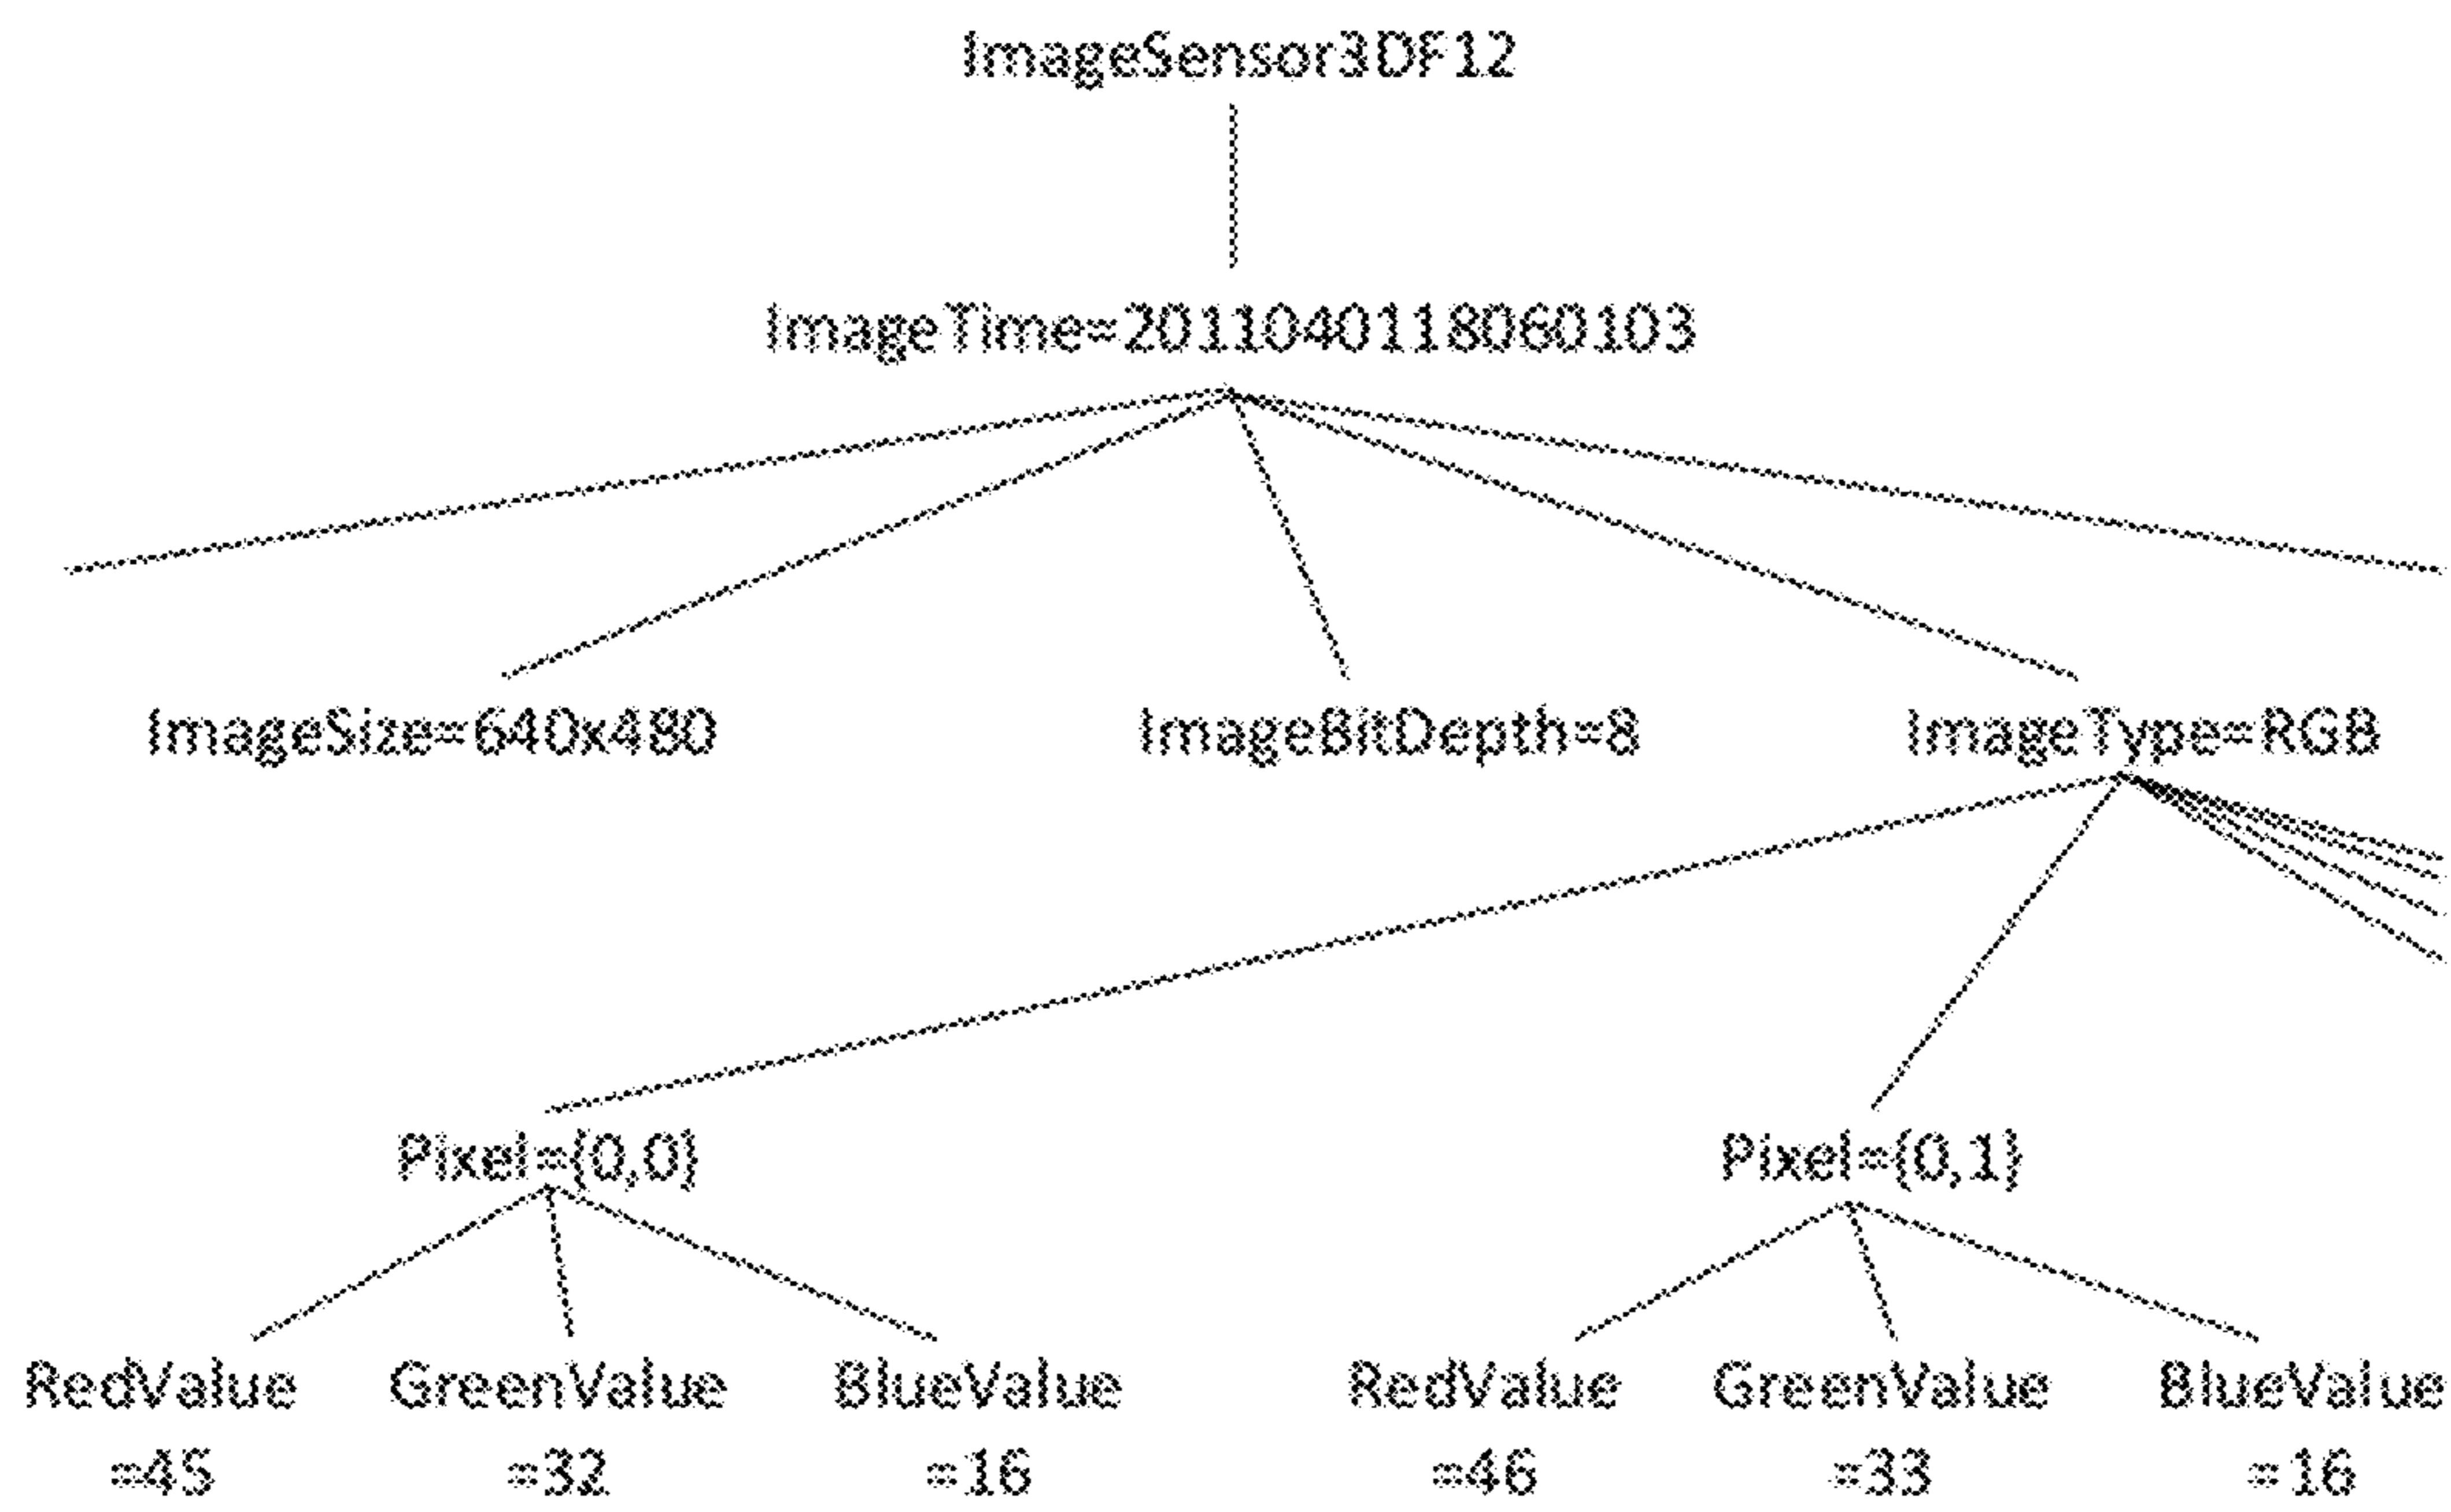 ImageSensor3DF12
ImageTime=2011040118060103
ImageSize=640x480 ImageBitDepth=8 ImageType=RGB
Pixel={0,0} Pixel={0,1}
RedValue GreenValue BlueValue RedValue GreenValue BlueValue
=45 =32 =16 =46 =33 =16